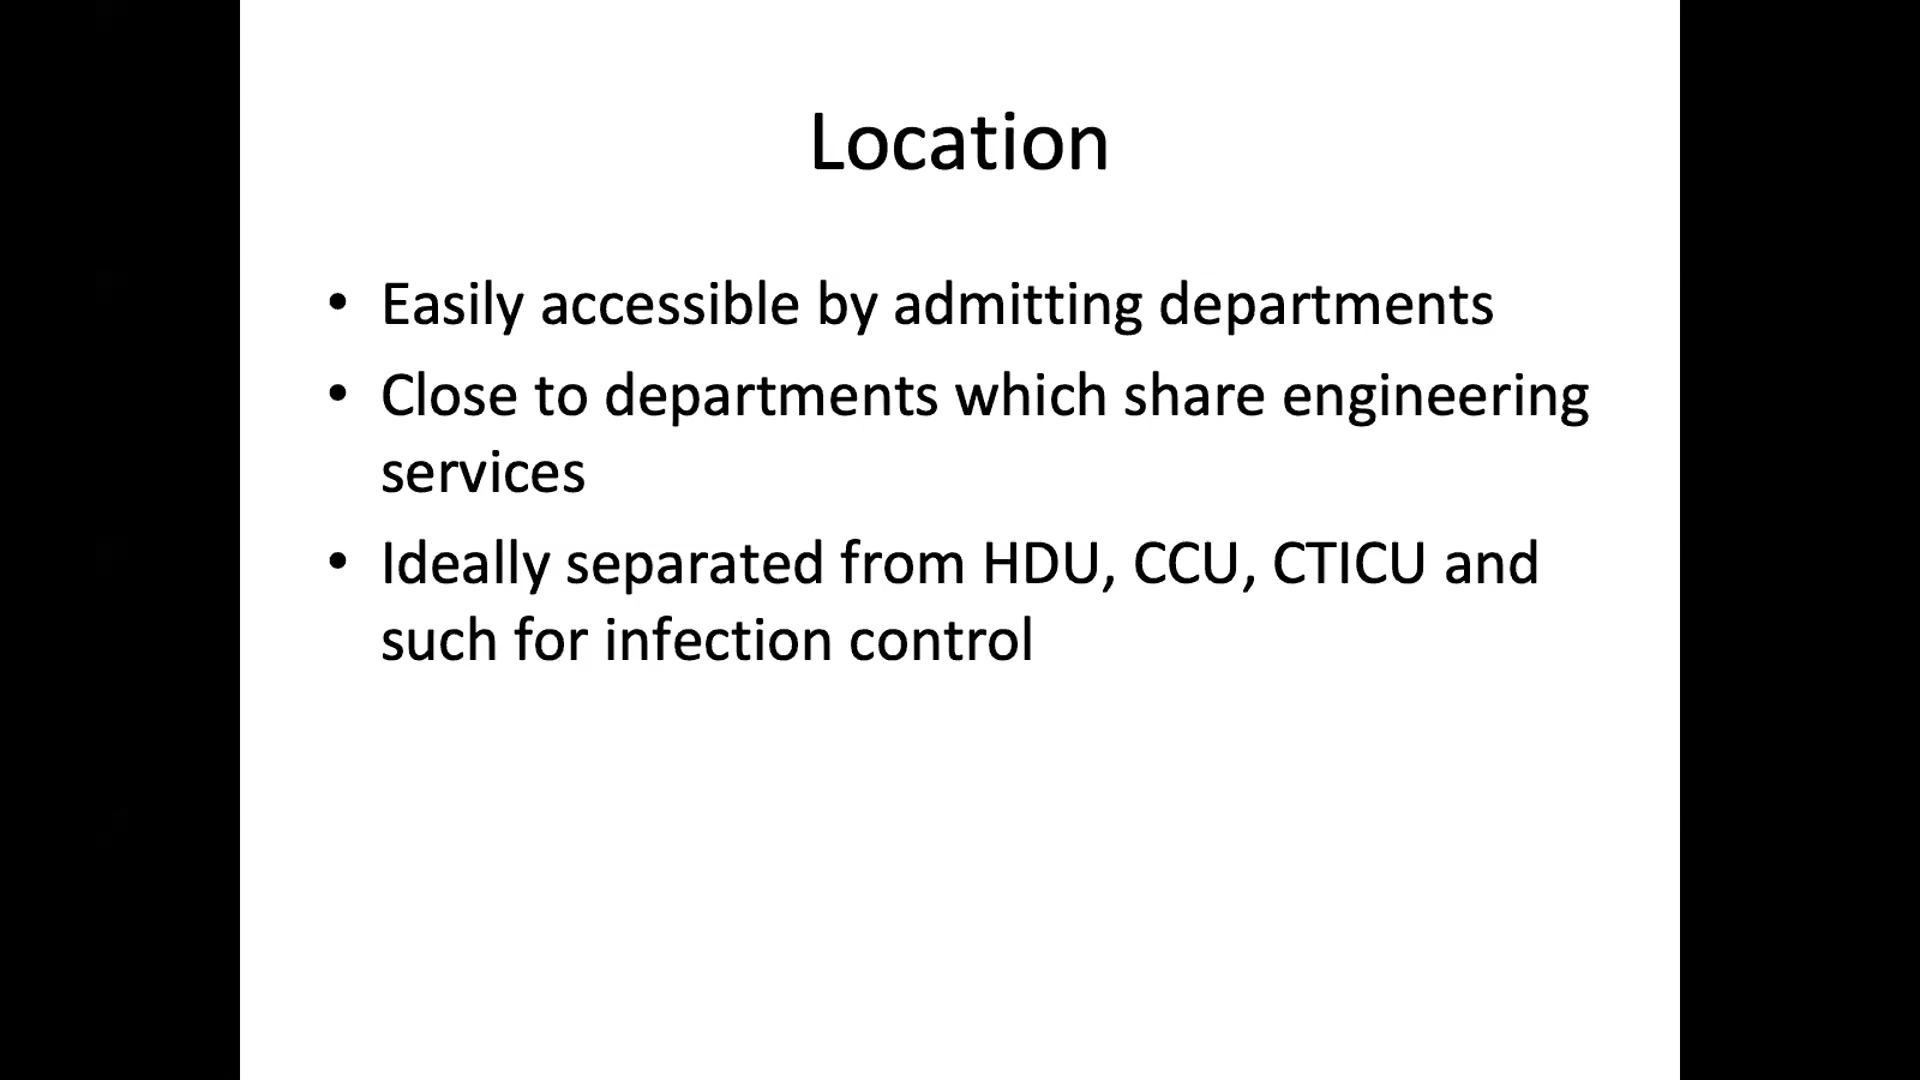 Location
• Easily accessible by admitting departments
• Close to departments which share engineering
services
• Ideally separated from HDU, CCU, CTICU and
such for infection control